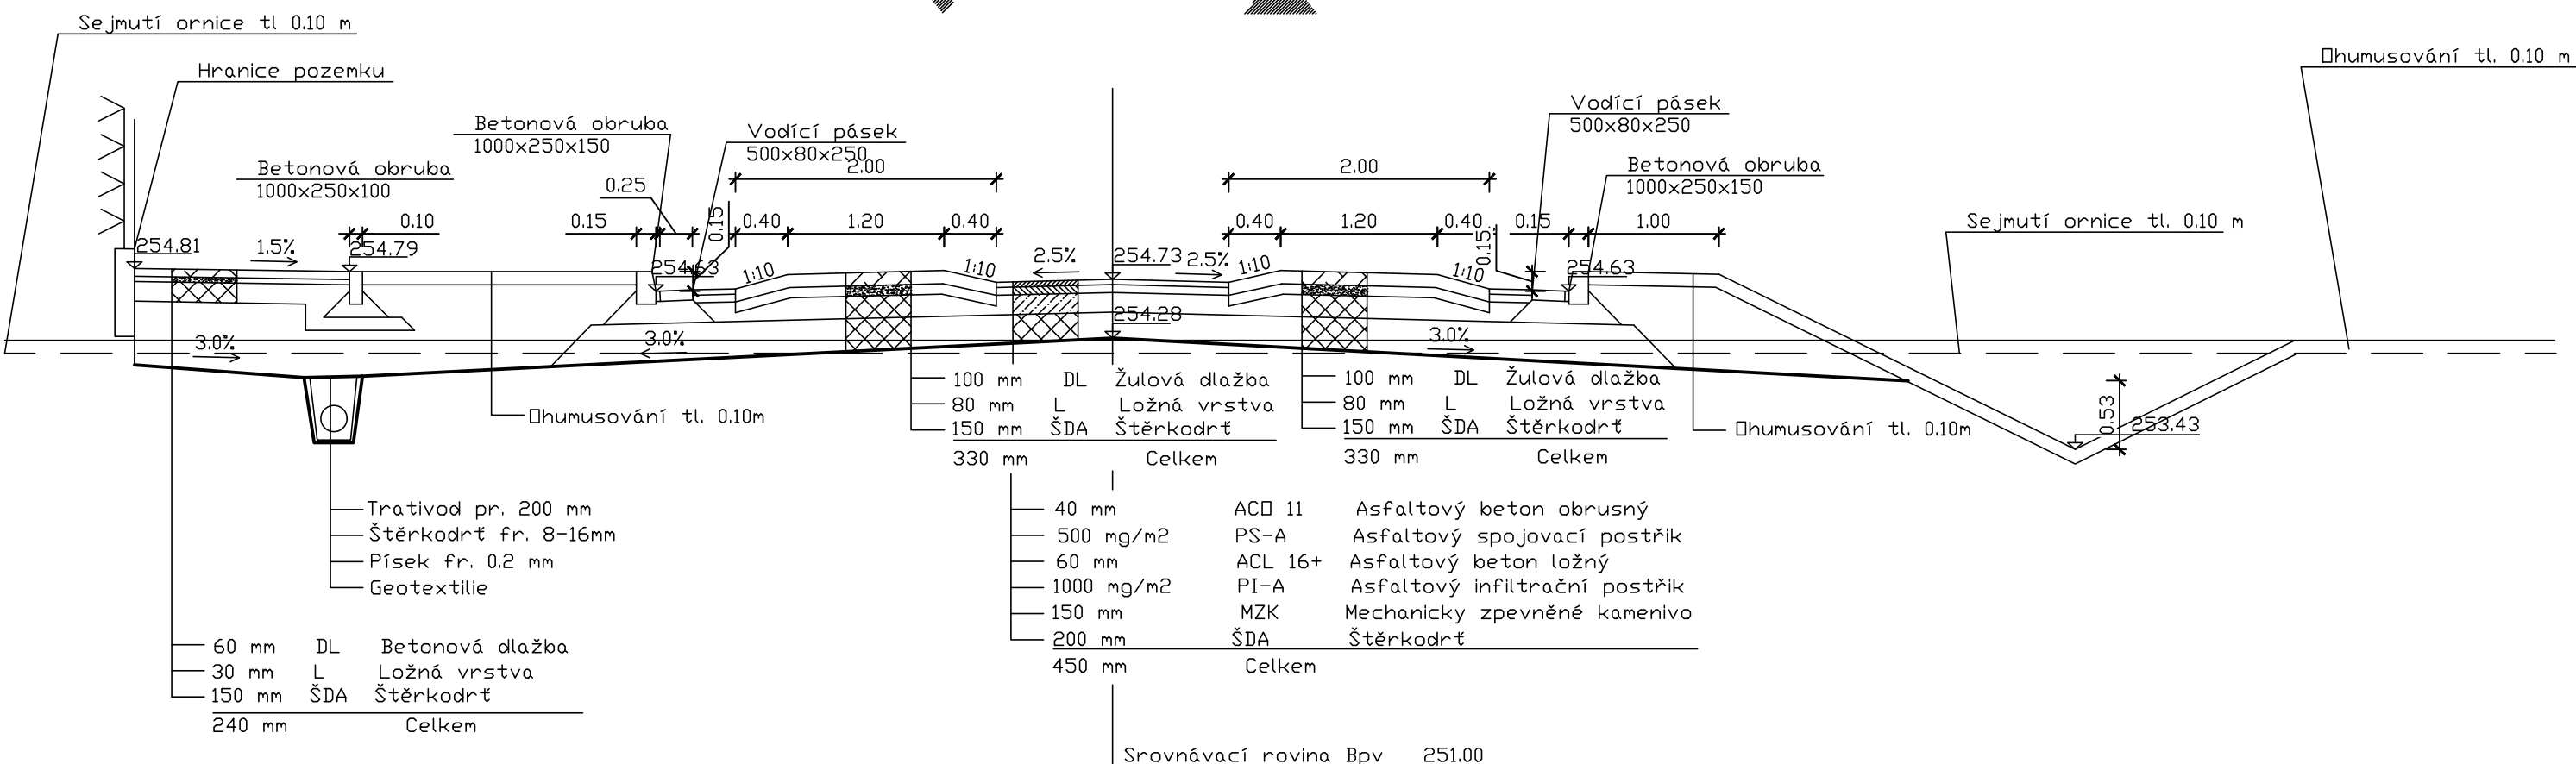 Sejmutí ornice tl 0.10 m
Ohumusování tl. 0.10 m
Hranice pozemku
Betonová obruba
1000x250x150
Vodící pásek
500x80x250
Vodící pásek
500x80x250
Betonová obruba
1000x250x100
Betonová obruba
1000x250x150
2.00
2.00
0.25
0.10
0.15
0.15
0.40
1.20
0.40
0.40
1.20
0.40
0.15
0.15
1.00
Sejmutí ornice tl. 0.10 m
254.81
1.5%
254.79
254.63
1:10
1:10
2.5%
254.73
2.5%
1:10
1:10
254.63
254.28
3.0%
3.0%
3.0%
0.53
253.43
100 mm DL Žulová dlažba
80 mm L Ložná vrstva
150 mm ŠDA Štěrkodrť
330 mm Celkem
100 mm DL Žulová dlažba
80 mm L Ložná vrstva
150 mm ŠDA Štěrkodrť
330 mm Celkem
Ohumusování tl. 0.10m
Ohumusování tl. 0.10m
Trativod pr. 200 mm
Štěrkodrť fr. 8-16mm
Písek fr. 0.2 mm
Geotextilie
40 mm ACO 11 Asfaltový beton obrusný
500 mg/m2 PS-A Asfaltový spojovací postřik
60 mm ACL 16+ Asfaltový beton ložný
1000 mg/m2 PI-A Asfaltový infiltrační postřik
150 mm MZK Mechanicky zpevněné kamenivo
200 mm ŠDA Štěrkodrť
450 mm Celkem
60 mm DL Betonová dlažba
30 mm L Ložná vrstva
150 mm ŠDA Štěrkodrť
240 mm Celkem
Srovnávací rovina Bpv 251.00